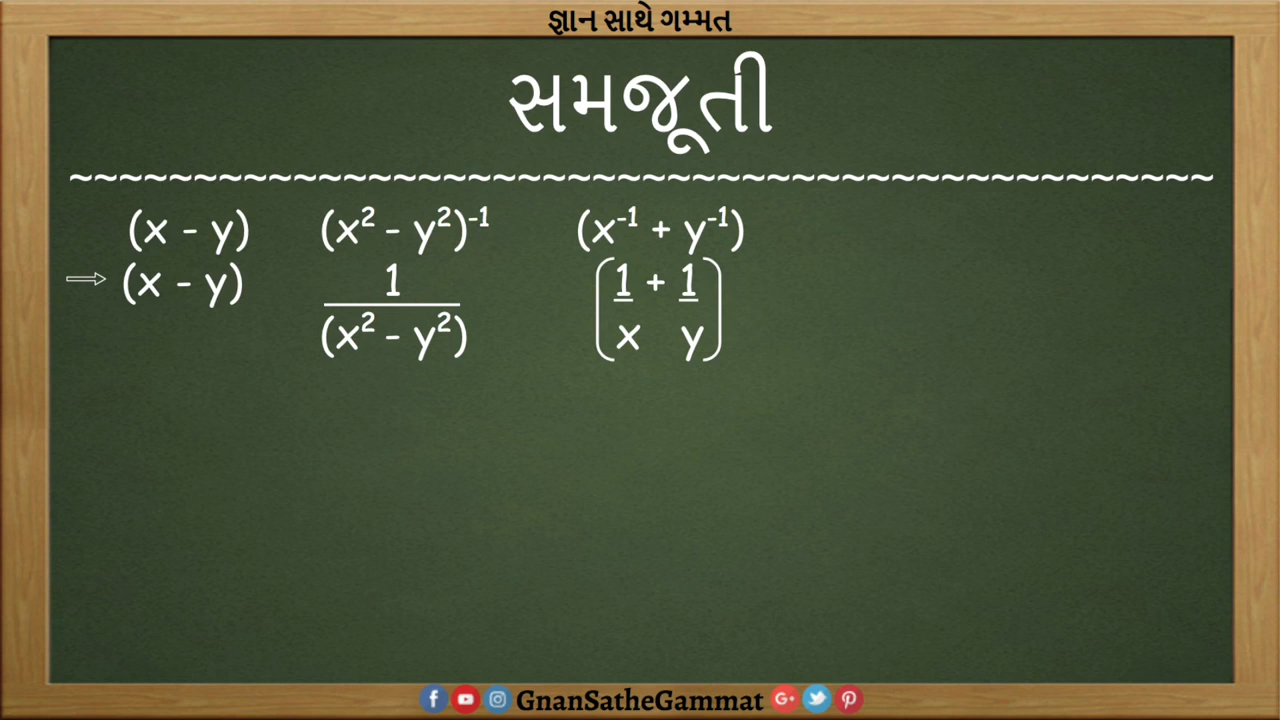 જ્ઞાન સાથે ગમ્મત
સમજૂતી
~~~~~~~~~~~~~~~~~~~~~~~~~~~~~~~~~~~~~~~~~~~~~~
(x - y) (x² - y²)⁻¹ (x⁻¹ + y⁻¹)
⇒ (x - y) 1 1 + 1
(x² - y²) x y
GnanSatheGammat